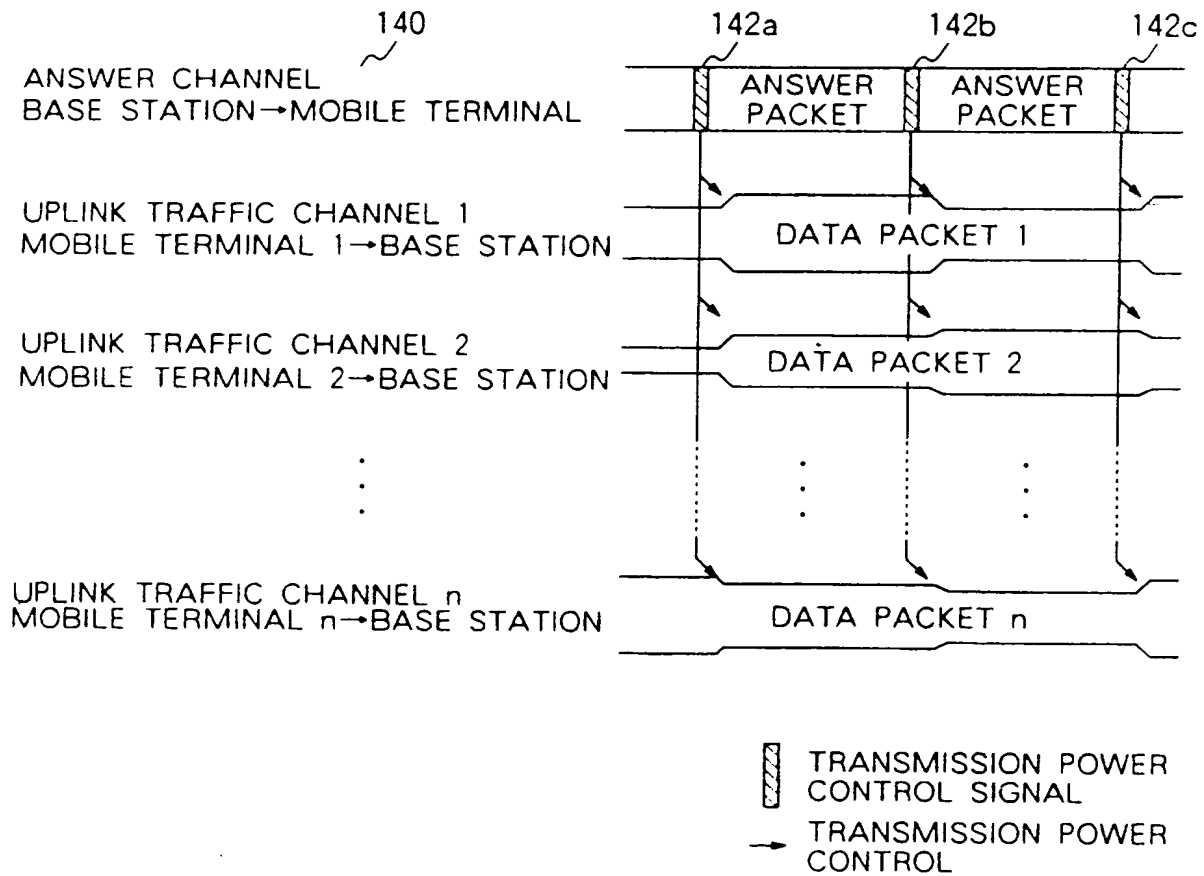 140
142a
142b
142c
ANSWER CHANNEL
BASE STATION→MOBILE TERMINAL
ANSWER PACKET
ANSWER PACKET
UPLINK TRAFFIC CHANNEL 1
MOBILE TERMINAL 1→BASE STATION
DATA PACKET 1
UPLINK TRAFFIC CHANNEL 2
MOBILE TERMINAL 2→BASE STATION
DATA PACKET 2
UPLINK TRAFFIC CHANNEL n
MOBILE TERMINAL n→BASE STATION
DATA PACKET n
TRANSMISSION POWER
CONTROL SIGNAL
TRANSMISSION POWER
CONTROL